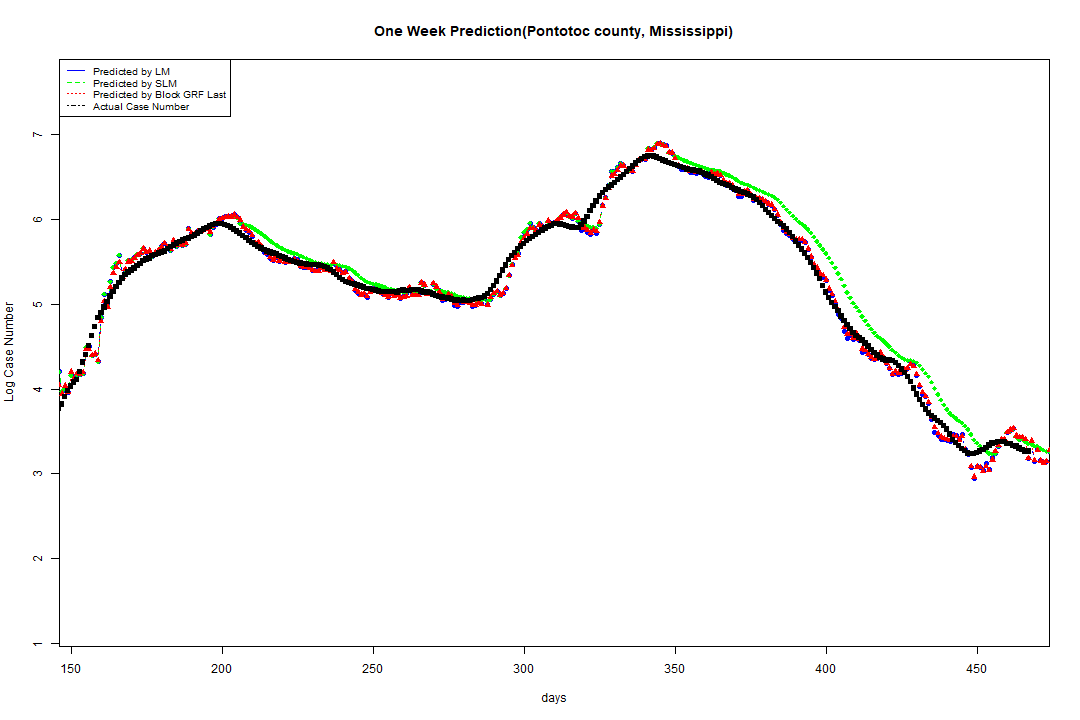 One Week Prediction(Pontotoc county, Mississippi)
Predicted by LM
Predicted by SLM
Predicted by Block GRF Last
Actual Case Number
7
6
5
4
3
2
1
Log Case Number
150 200 250 300 350 400 450
days